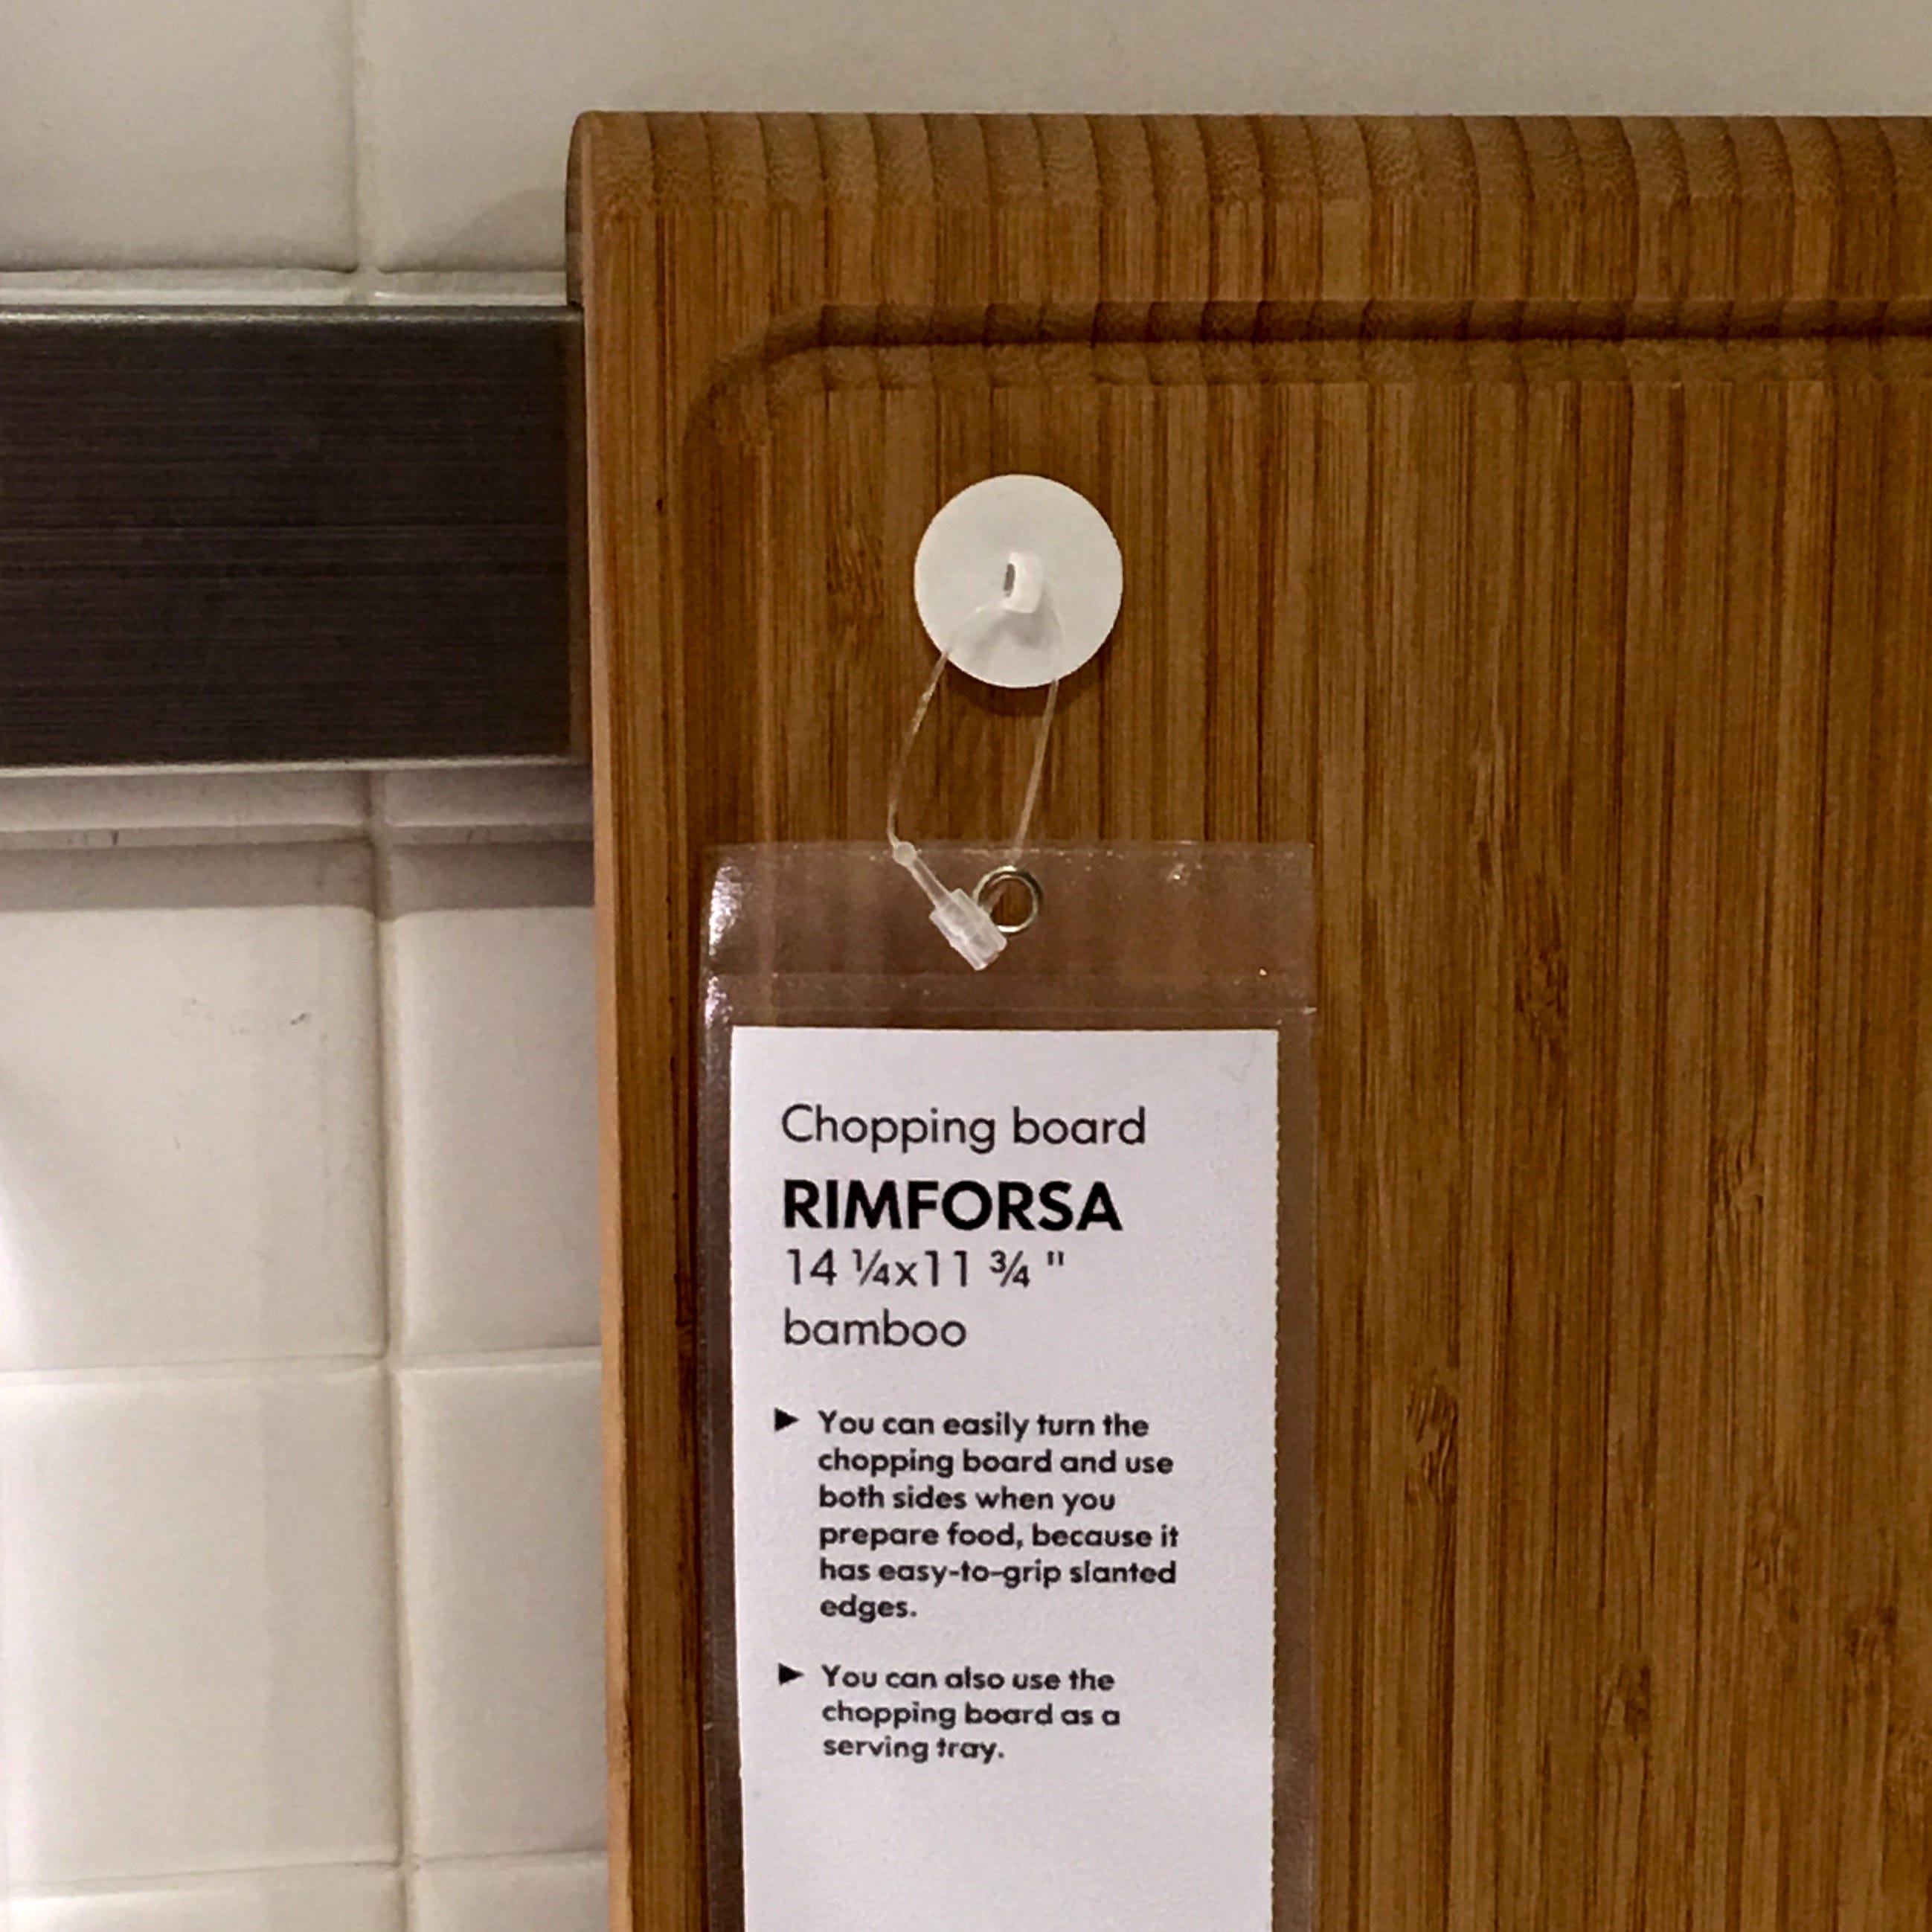 Chopping board
RIMFORSA
14 ¼x11 ¾ "
bamboo
► You can easily turn the
chopping board and use
both sides when you
prepare food, because it
has easy-to-grip slanted
edges.
► You can also use the
chopping board as a
serving tray.